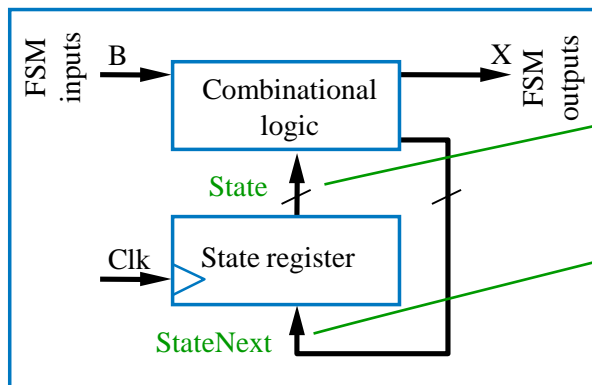 FSM
inputs
B
Combinational
logic
X
FSM
outputs
State
Clk
State register
StateNext